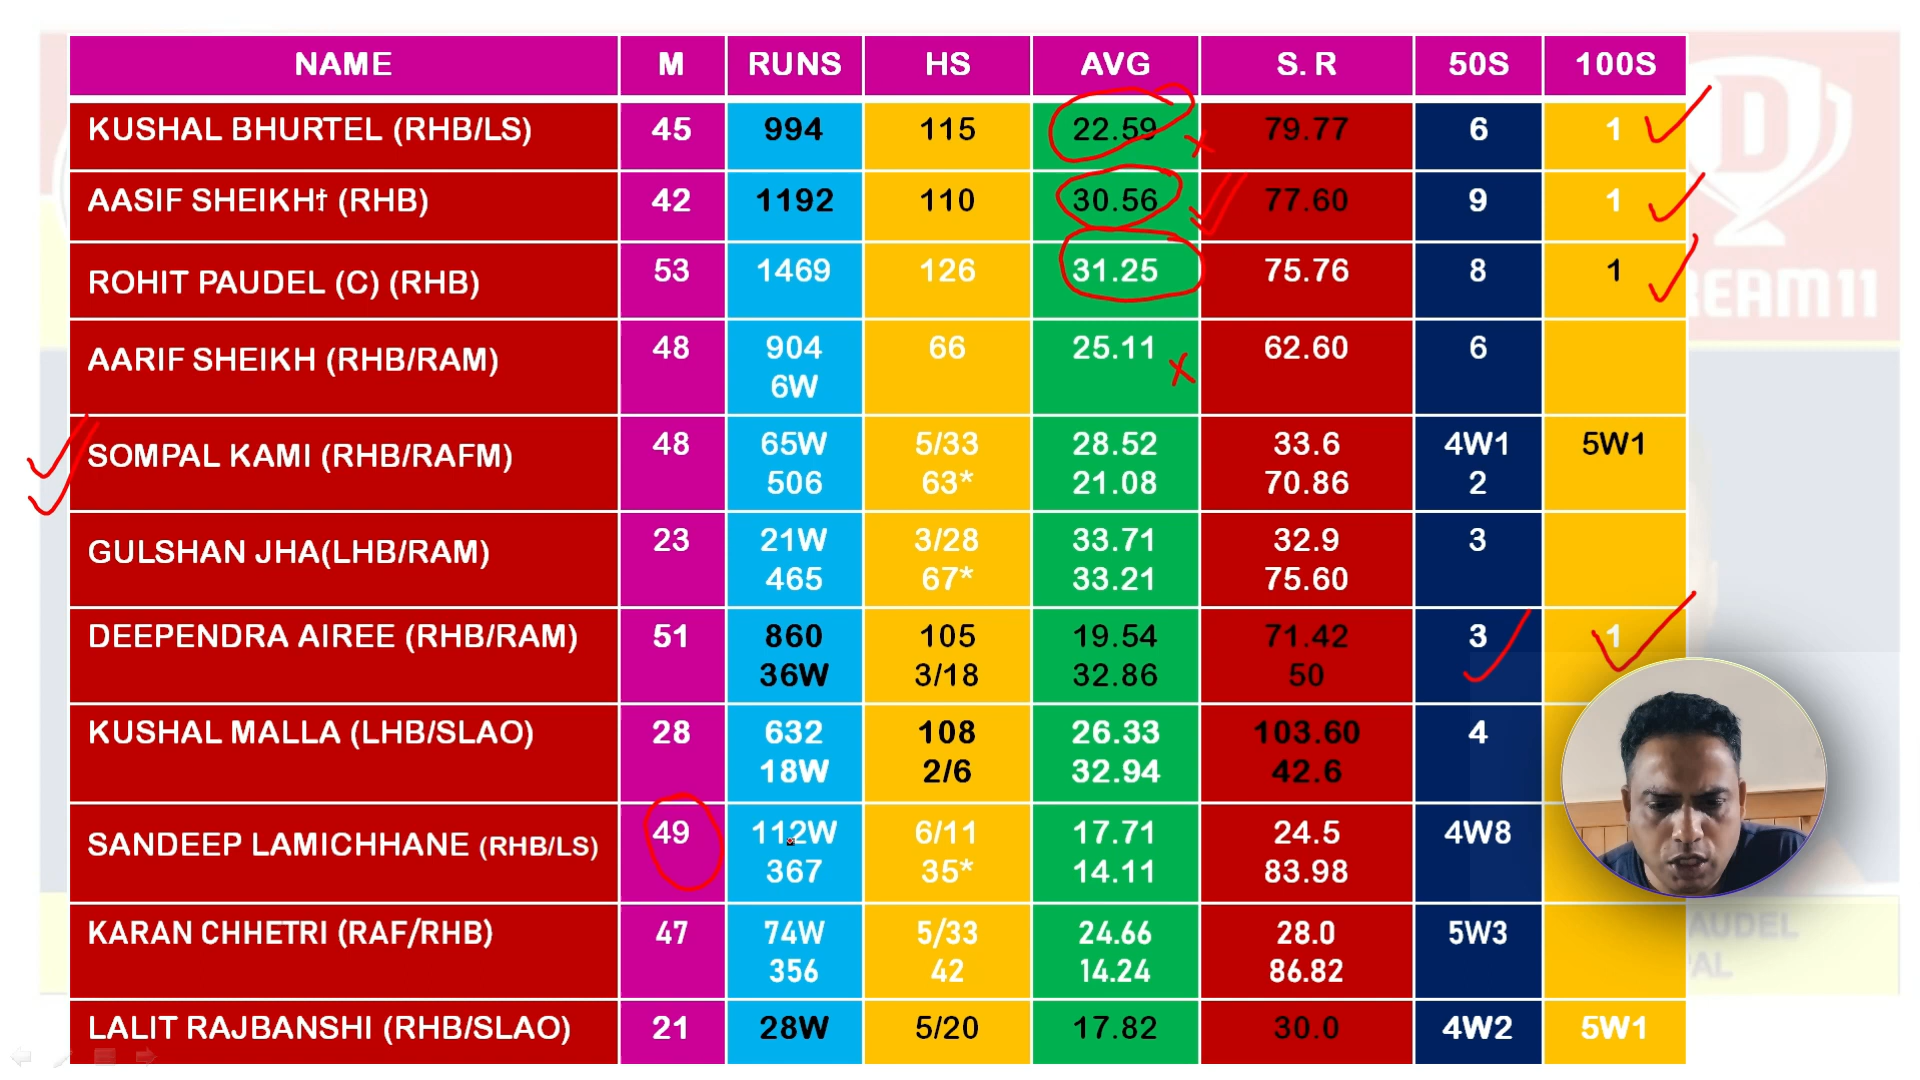 NAME M RUNS HS AVG S. R 50S 100S
KUSHAL BHURTEL (RHB/LS) 45 994 115 22.59 79.77 6 1
AASIF SHEIKH† (RHB) 42 1192 110 30.56 77.60 9 1
ROHIT PAUDEL (C) (RHB) 53 1469 126 31.25 75.76 8 1
AARIF SHEIKH (RHB/RAM) 48 904 66 25.11 62.60 6
6W
SOMPAL KAMI (RHB/RAFM) 48 65W 5/33 28.52 33.6 4W1 5W1
506 63* 21.08 70.86 2
GULSHAN JHA(LHB/RAM) 23 21W 3/28 33.71 32.9 3
465 67* 33.21 75.60
DEEPENDRA AIREE (RHB/RAM) 51 860 105 19.54 71.42 3 1
36W 3/18 32.86 50
KUSHAL MALLA (LHB/SLAO) 28 632 108 26.33 103.60 4
18W 2/6 32.94 42.6
SANDEEP LAMICHHANE (RHB/LS) 49 112W 6/11 17.71 24.5 4W8
367 35* 14.11 83.98
KARAN CHHETRI (RAF/RHB) 47 74W 5/33 24.66 28.0 5W3
356 42 14.24 86.82
LALIT RAJBANSHI (RHB/SLAO) 21 28W 5/20 17.82 30.0 4W2 5W1
D
REAM11
AUDEL
PAL